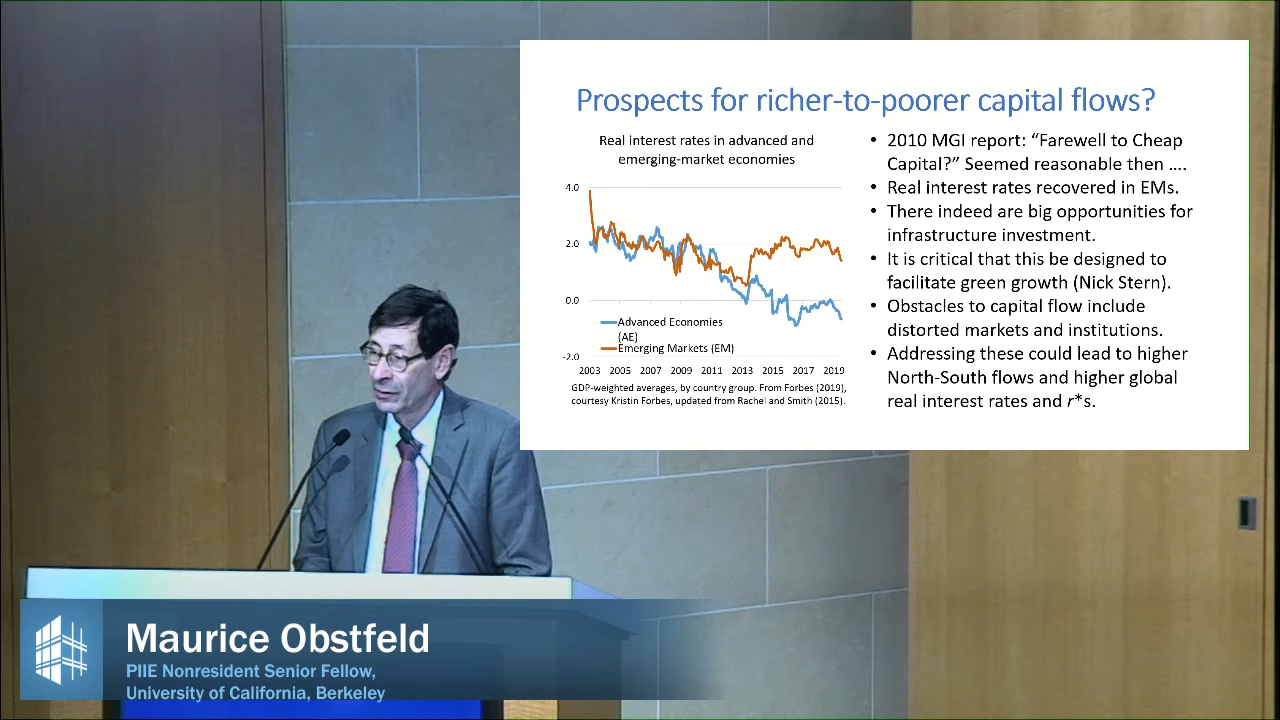 Prospects for richer-to-poorer capital flows?
Real interest rates in advanced and
emerging-market economies
4.0
2.0
0.0
-2.0
Advanced Economies
(AE)
Emerging Markets (EM)
2003 2005 2007 2009 2011 2013 2015 2017 2019
GDP-weighted averages, by country group. From Forbes (2019),
courtesy Kristin Forbes, updated from Rachel and Smith (2015).
• 2010 MGI report: “Farewell to Cheap
Capital?” Seemed reasonable then ....
• Real interest rates recovered in EMs.
• There indeed are big opportunities for
infrastructure investment.
• It is critical that this be designed to
facilitate green growth (Nick Stern).
• Obstacles to capital flow include
distorted markets and institutions.
• Addressing these could lead to higher
North-South flows and higher global
real interest rates and r*s.
Maurice Obstfeld
PIIE Nonresident Senior Fellow,
University of California, Berkeley